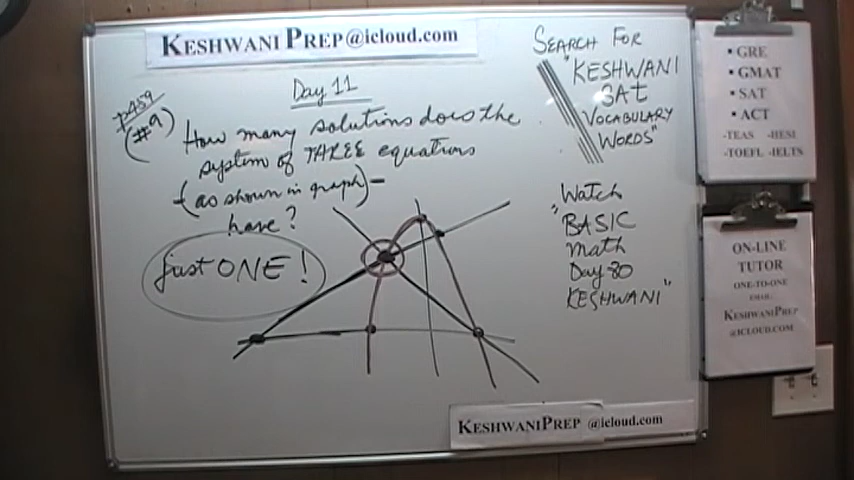 KESHWANI PREP@icloud.com
Day 11
p459
(#9)
How many solutions does the
system of THREE equations
(as shown in graph)-
have?
just ONE!
SEARCH FOR
"KESHWANI
SAT
VOCABULARY
WORDS"
Watch
"BASIC
math
Day 80
KESHWANI"
▪ GRE
▪ GMAT
▪ SAT
▪ ACT
-TEAS -HESI
-TOEFL -IELTS
ON-LINE
TUTOR
ONE-TO-ONE
EMAIL:
KESHWANIPREP
@ICLOUD.COM
KESHWANIPREP @icloud.com